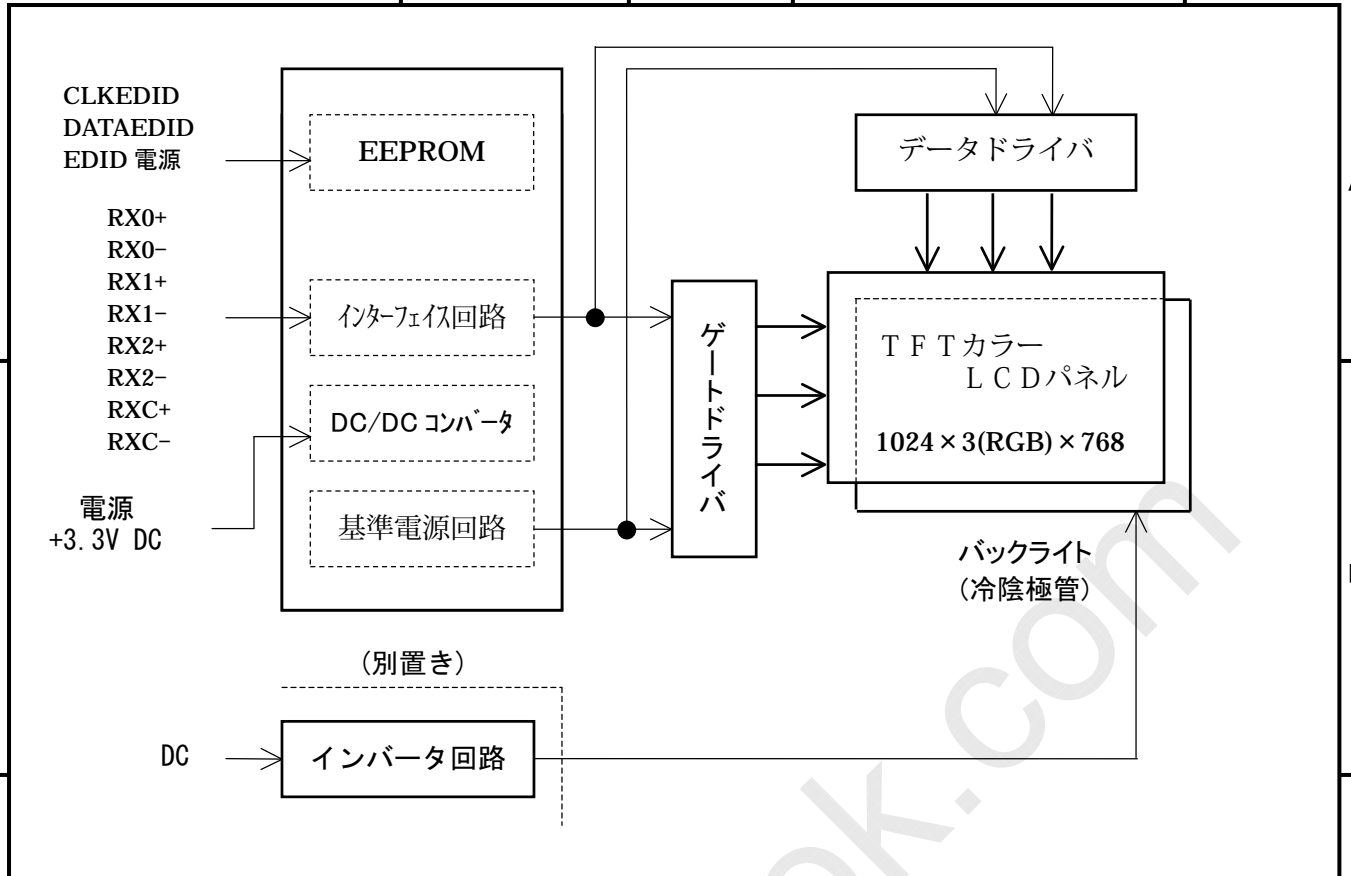 CLKEDID
DATAEDID
EDID 電源
RX0+
RX0−
RX1+
RX1−
RX2+
RX2−
RXC+
RXC−
電源
+3.3V DC
EEPROM
インターフェイス回路
DC/DC コンバータ
基準電源回路
データドライバ
ゲートドライバ
TFTカラー
LCDパネル
1024×3(RGB)×768
バックライト
(冷陰極管)
(別置き)
DC
インバータ回路
ok.com